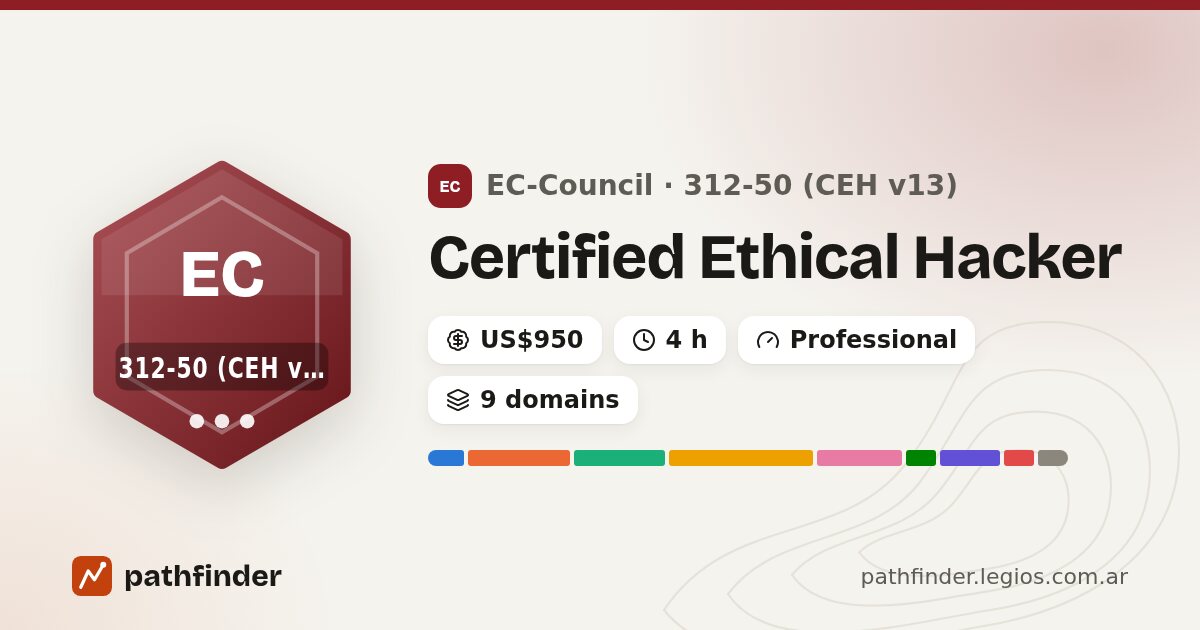 EC
312-50 (CEH v…
EC
EC-Council · 312-50 (CEH v13)
Certified Ethical Hacker
US$950
4 h
Professional
9 domains
pathfinder
pathfinder.legios.com.ar